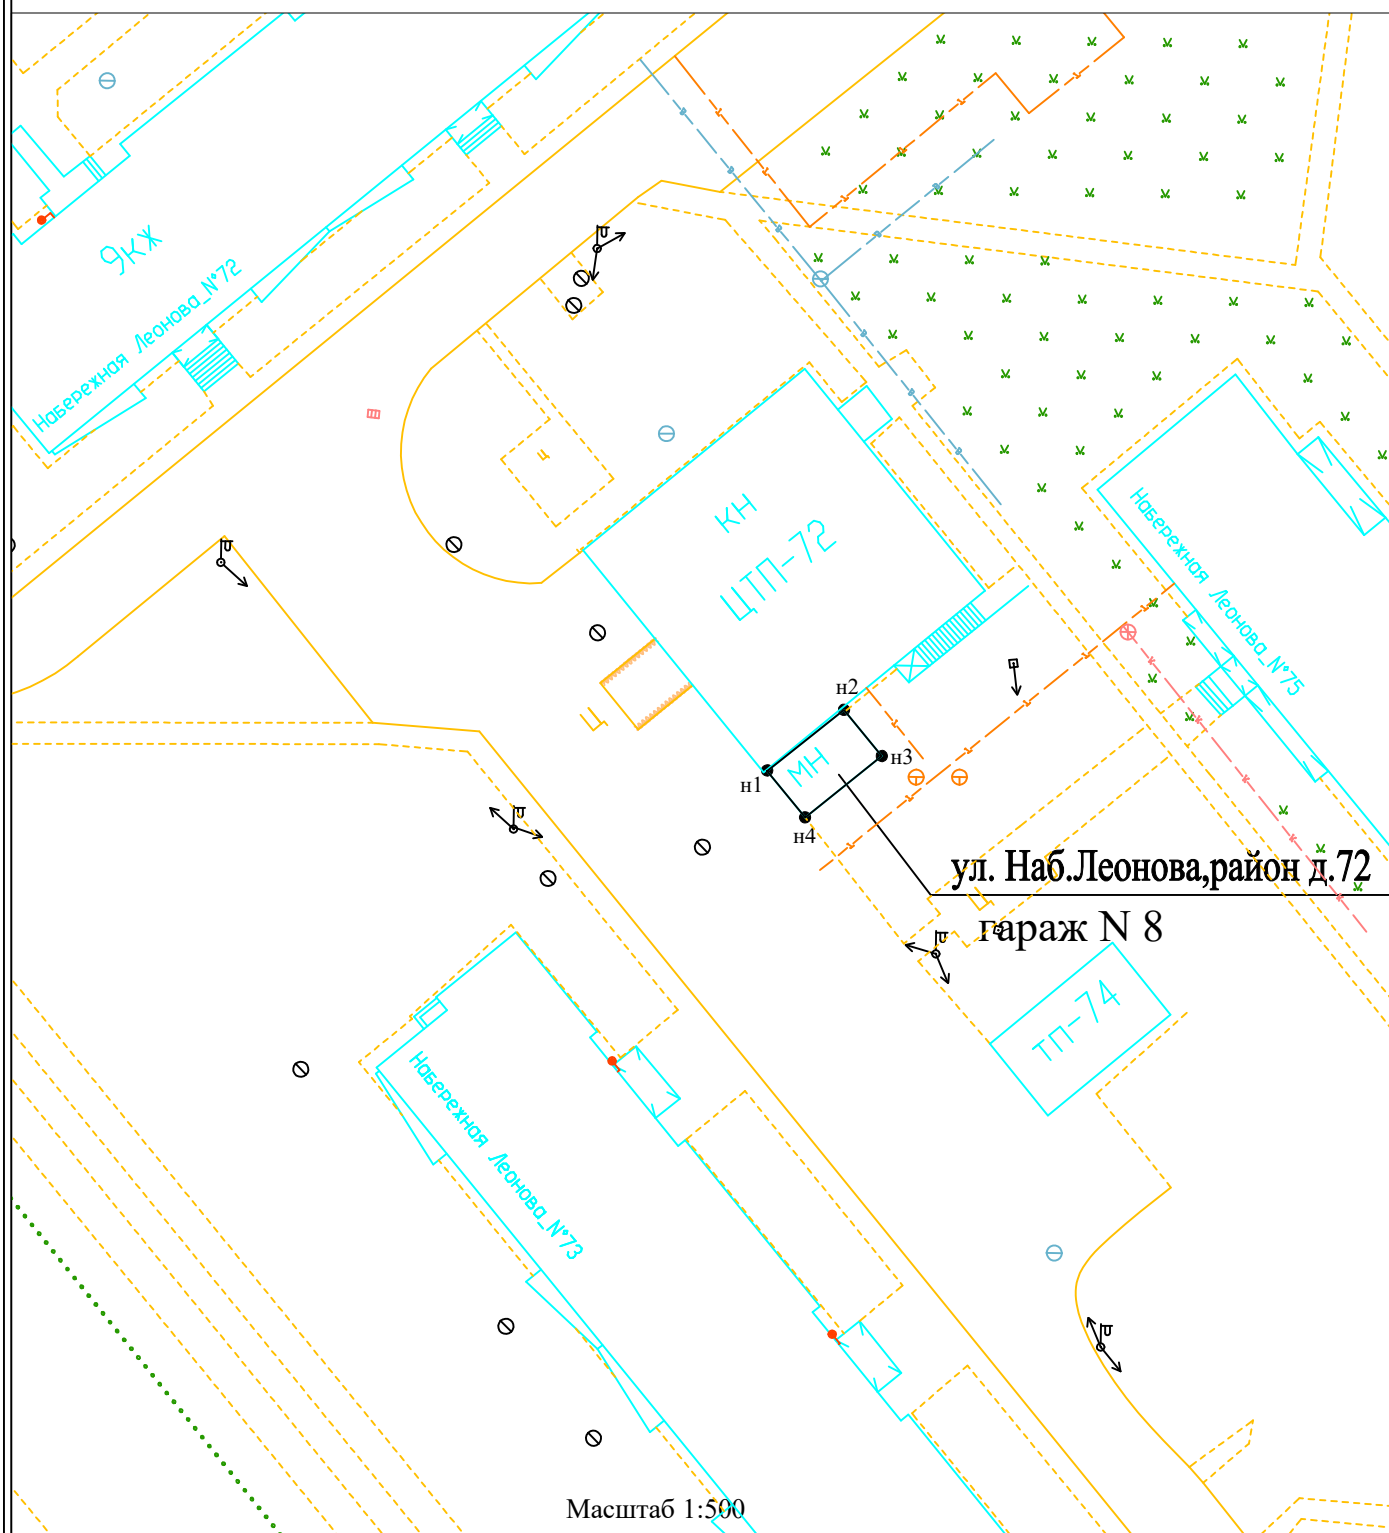 9КЖ
Набережная Леонова_№72
Ц
КН
ЦТП-72
Набережная Леонова_№75
Ц
н2
МН
н3
н1
н4
ул. Наб.Леонова,район д.72
Ц
гараж N 8
ТП-74
Набережная Леонова_№73
Масштаб 1:500